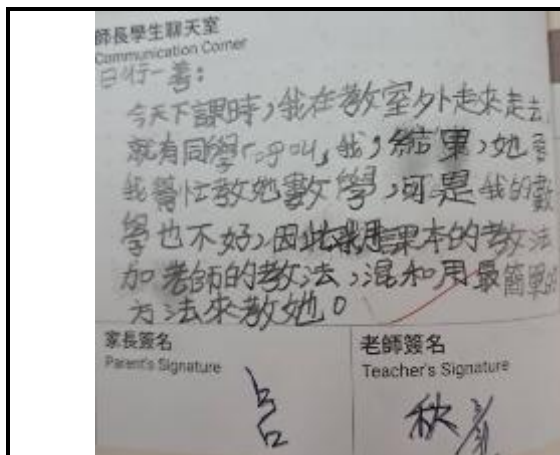 師長學生聊天室
Communication Corner
日行一善：
今天下課時，我在教室外走來走去
就有同學「」我，結果，她要
我幫忙教她數學，可是我的數
學也不好，因此我用課本的教法
加老師的教法，混和用最簡單的
方法來教她。
家長簽名
Parent's Signature
呂
老師簽名
Teacher's Signature
秋